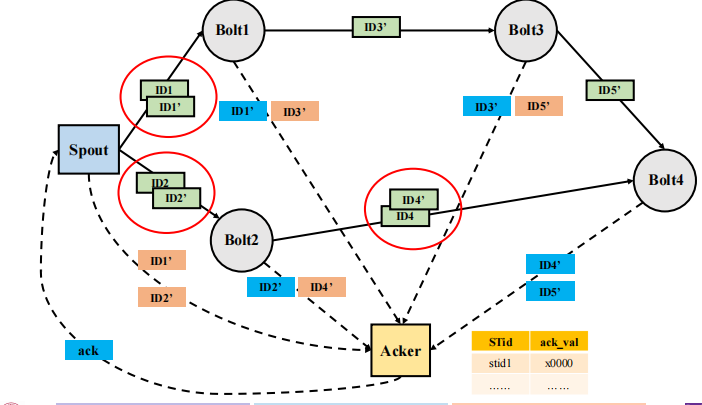 Bolt1
ID3’
Bolt3
ID1
ID1’
ID5’
ID1’ ID3’
ID3’ ID5’
Spout
ID2
ID2’
ID4’
ID4
Bolt4
Bolt2
ID1’
ID2’
ID2’ ID4’
ID4’
ID5’
ack
Acker
STid ack_val
stid1 x0000
…… ……